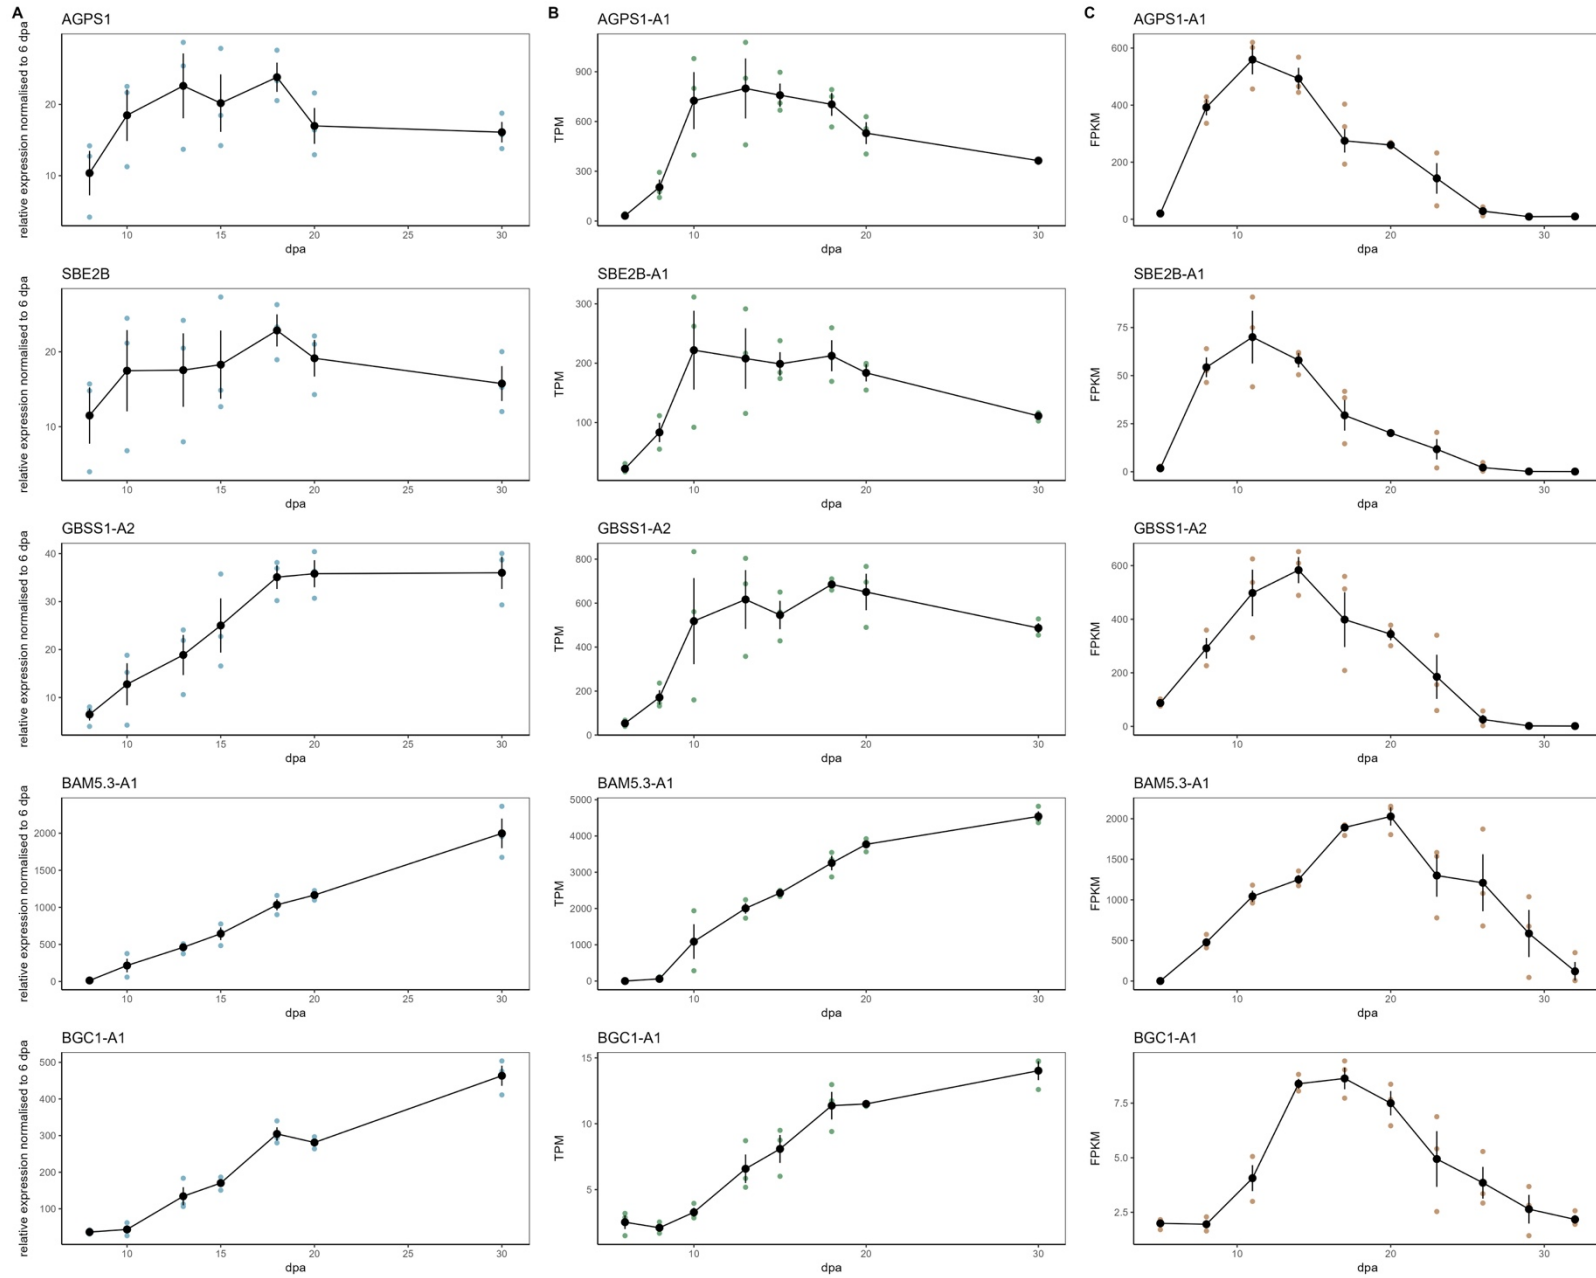 A
AGPS1
relative expression normalised to 6 dpa
20
10
10
15
20
25
30
dpa
B
AGPS1-A1
TPM
900
600
300
0
10
20
30
dpa
C
AGPS1-A1
FPKM
600
400
200
0
10
20
30
dpa
SBE2B
relative expression normalised to 6 dpa
20
10
10
15
20
25
30
dpa
SBE2B-A1
TPM
300
200
100
10
20
30
dpa
SBE2B-A1
FPKM
75
50
25
0
10
20
30
dpa
GBSS1-A2
relative expression normalised to 6 dpa
40
30
20
10
10
15
20
25
30
dpa
GBSS1-A2
TPM
800
600
400
200
0
10
20
30
dpa
GBSS1-A2
FPKM
600
400
200
0
10
20
30
dpa
BAM5.3-A1
relative expression normalised to 6 dpa
2000
1500
1000
500
0
10
15
20
25
30
dpa
BAM5.3-A1
TPM
5000
4000
3000
2000
1000
0
10
20
30
dpa
BAM5.3-A1
FPKM
2000
1500
1000
500
0
10
20
30
dpa
BGC1-A1
relative expression normalised to 6 dpa
500
400
300
200
100
10
15
20
25
30
dpa
BGC1-A1
TPM
15
10
5
10
20
30
dpa
BGC1-A1
FPKM
7.5
5.0
2.5
10
20
30
dpa